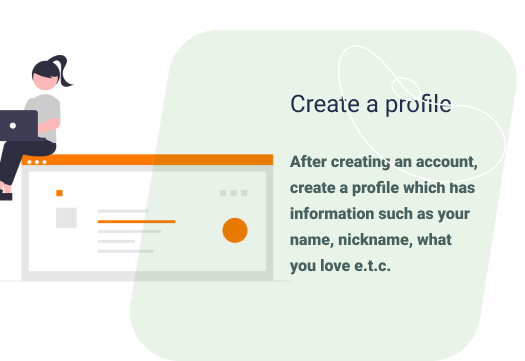 Create a profile
After creating an account,
create a profile which has
information such as your
name, nickname, what
you love e.t.c.